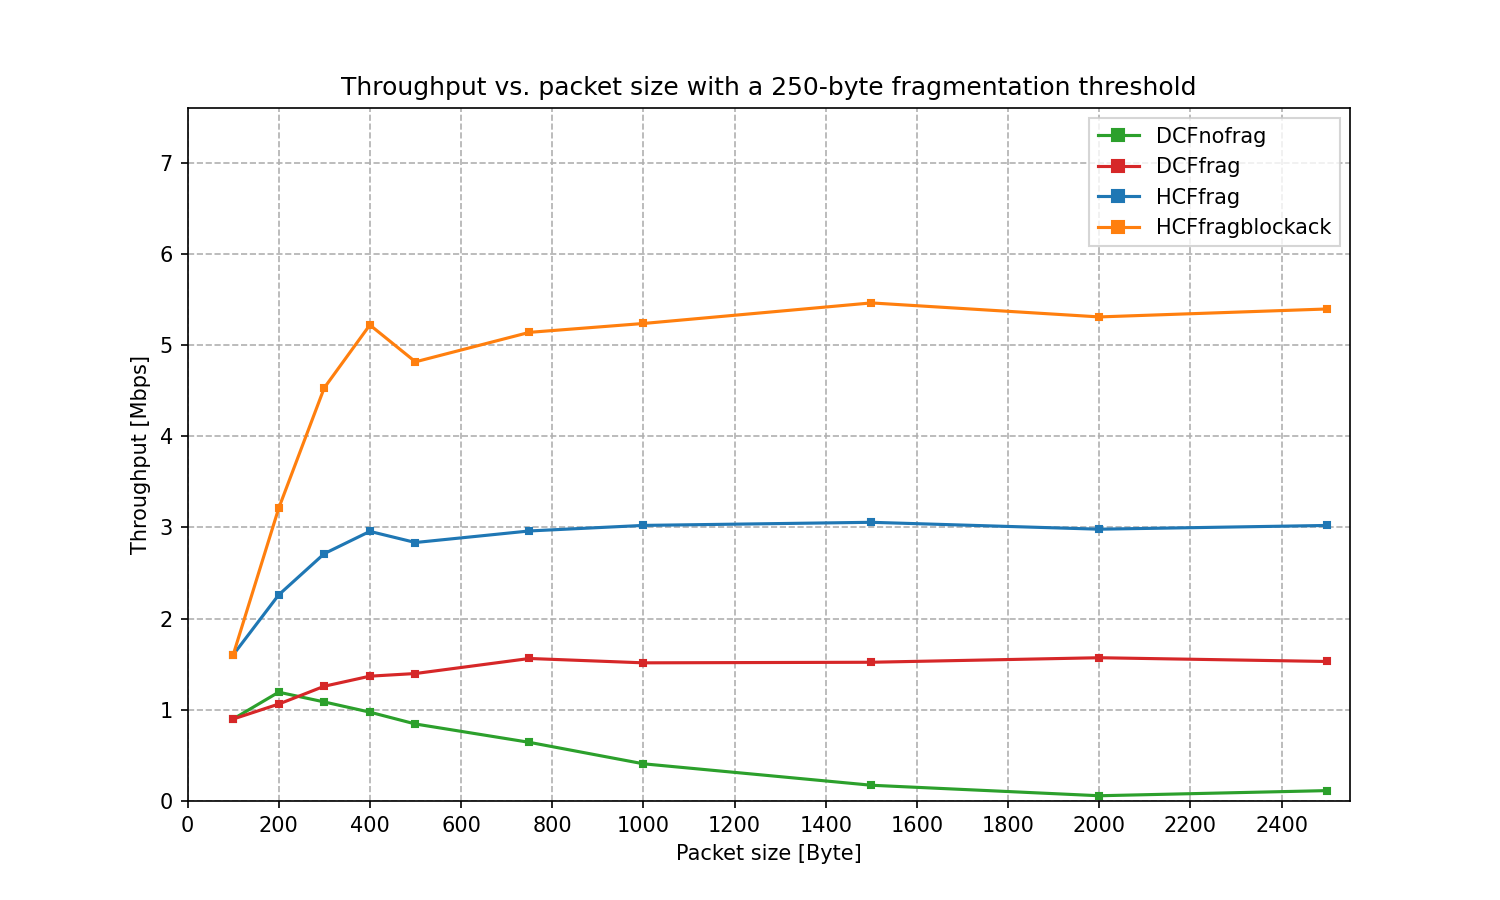 Throughput vs. packet size with a 250-byte fragmentation threshold
DCFnofrag
DCFfrag
HCFfrag
HCFfragblockack
Throughput [Mbps]
7
6
5
4
3
2
1
0
0 200 400 600 800 1000 1200 1400 1600 1800 2000 2200 2400
Packet size [Byte]